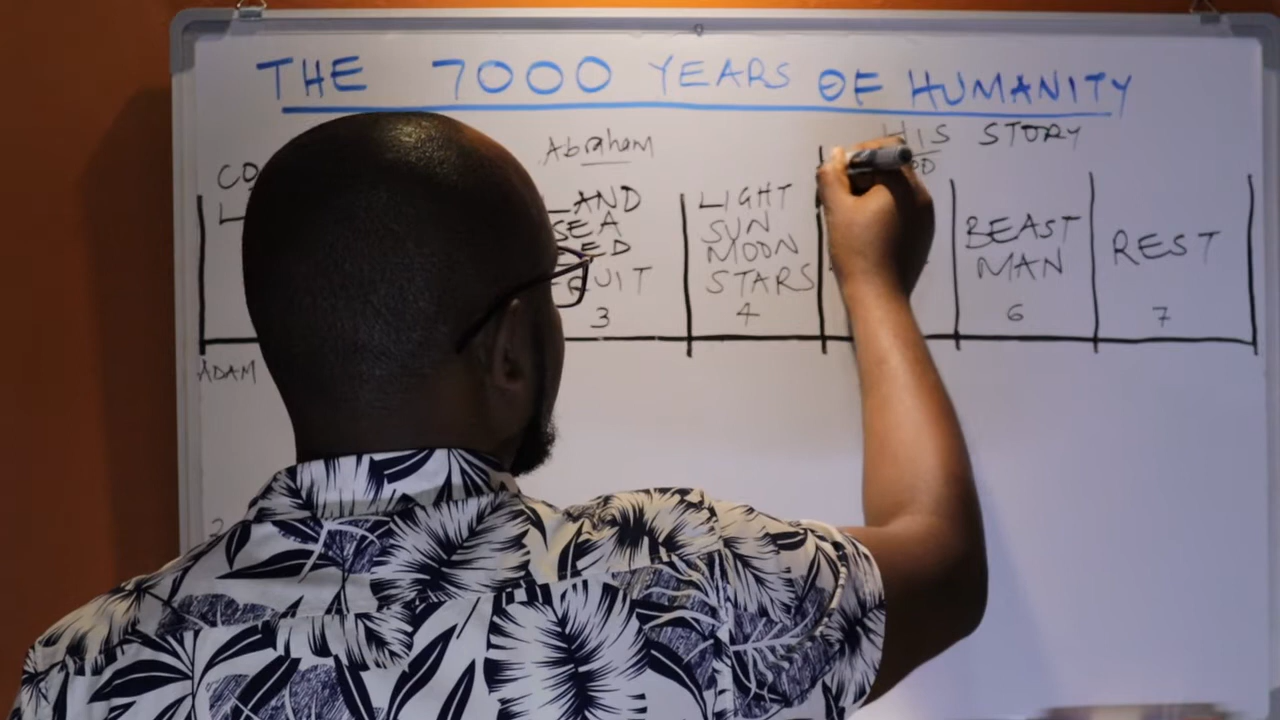 THE 7000 YEARS OF HUMANITY
HIS STORY
Abraham
LAND
SEA
3
LIGHT
SUN
MOON
STARS
4
BEAST
MAN
6
REST
7
ADAM